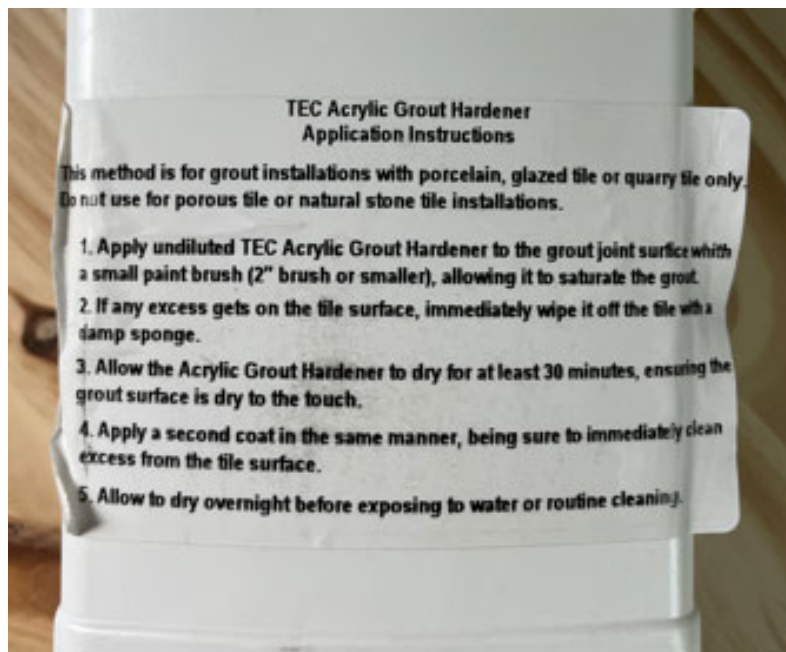 TEC Acrylic Grout Hardener
Application Instructions
This method is for grout installations with porcelain, glazed tile or quarry tile only.
Do not use for porous tile or natural stone tile installations.
1. Apply undiluted TEC Acrylic Grout Hardener to the grout joint surfice whith
a small paint brush (2" brush or smaller), allowing it to saturate the grout.
2. If any excess gets on the tile surface, immediately wipe it off the tile with a
damp sponge.
3. Allow the Acrylic Grout Hardener to dry for at least 30 minutes, ensuring the
grout surface is dry to the touch.
4. Apply a second coat in the same manner, being sure to immediately clean
excess from the tile surface.
5. Allow to dry overnight before exposing to water or routine cleaning.